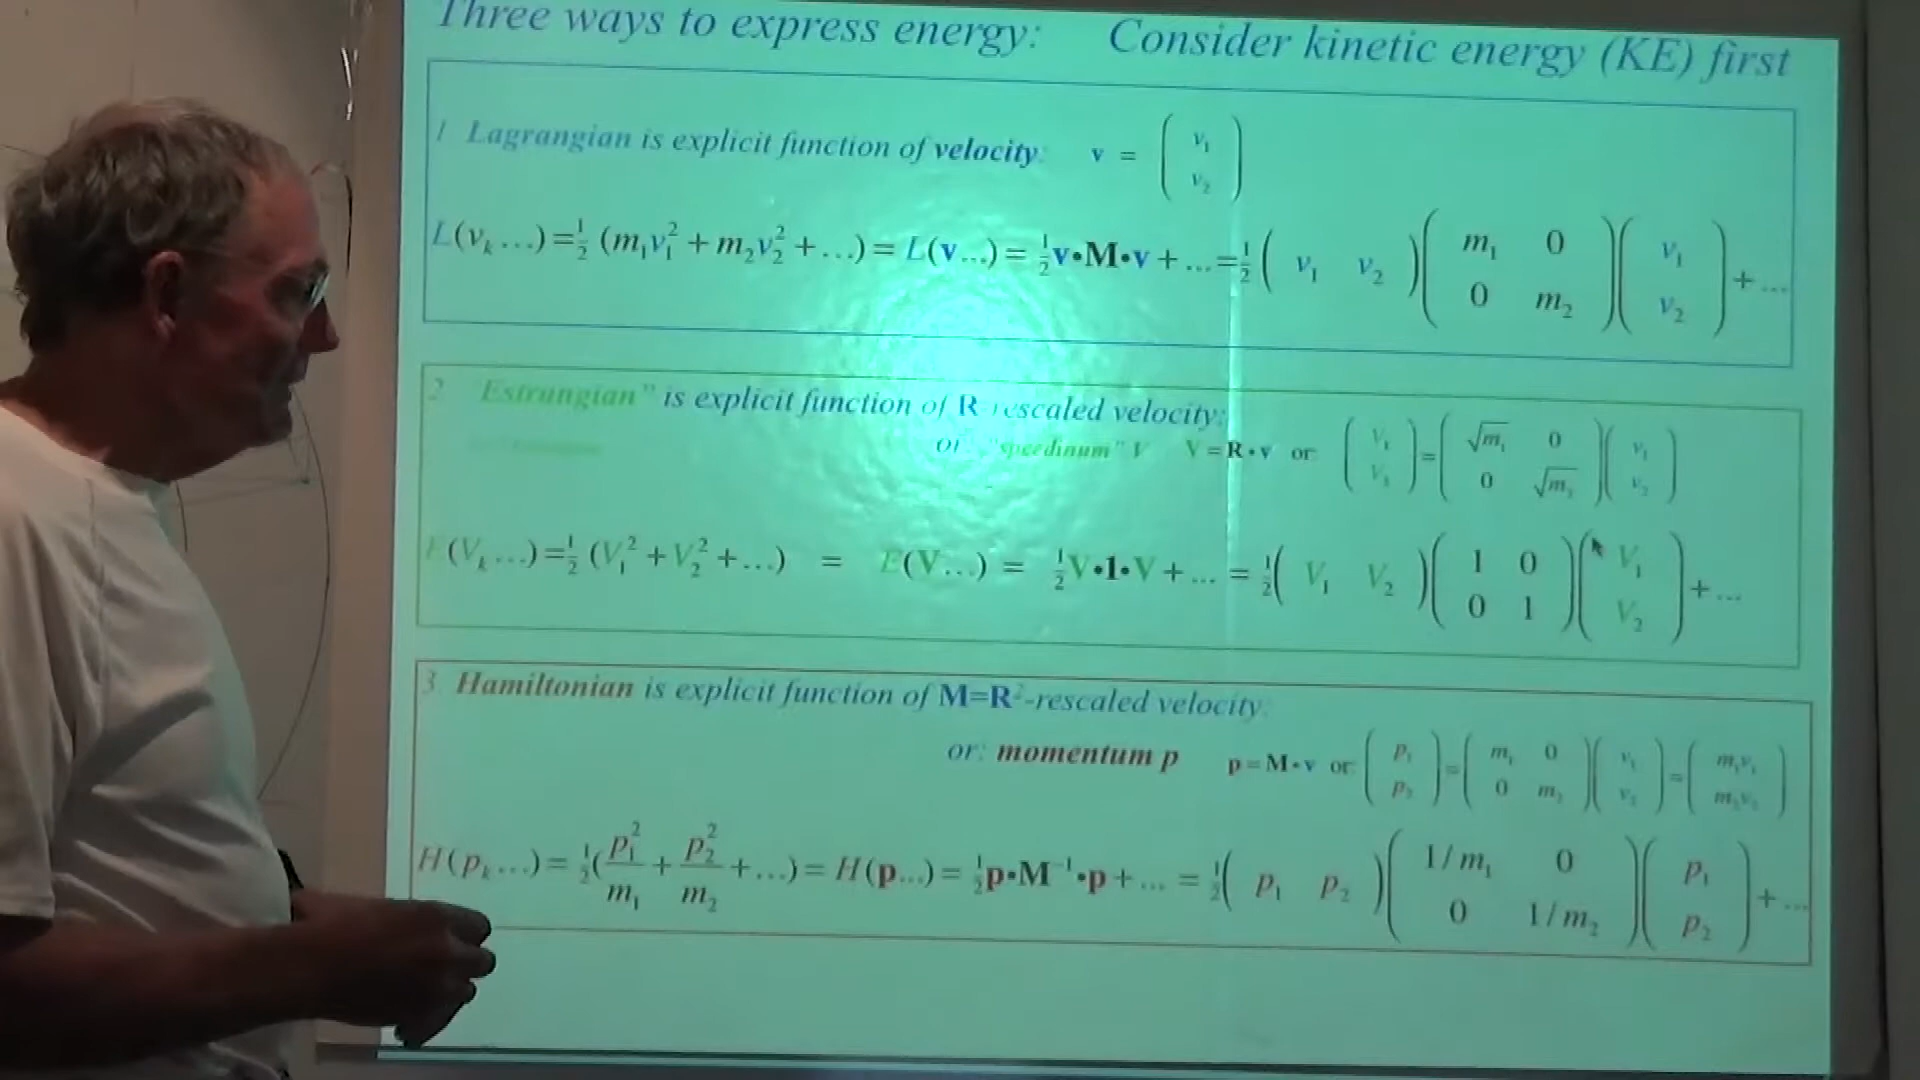 Three ways to express energy: Consider kinetic energy (KE) first
1 Lagrangian is explicit function of velocity: v = ( v₁ v₂ )
L(vₖ...) = ½ (m₁v₁² + m₂v₂² + ...) = L(v...) = ½v•M•v + ... = ½ ( v₁ v₂ ) ( m₁ 0 0 m₂ ) ( v₁ v₂ ) + ...
2 "Estrangian" is explicit function of R-rescaled velocity:
or: "speedinum" V V = R•v or: ( V₁ V₂ ) = ( √m₁ 0 0 √m₂ ) ( v₁ v₂ )
E(Vₖ...) = ½ (V₁² + V₂² + ...) = E(V...) = ½V•1•V + ... = ½ ( V₁ V₂ ) ( 1 0 0 1 ) ( V₁ V₂ ) + ...
3 Hamiltonian is explicit function of M=R²-rescaled velocity:
or: momentum p p = M•v or: ( p₁ p₂ ) = ( m₁ 0 0 m₂ ) ( v₁ v₂ ) = ( m₁v₁ m₂v₂ )
H(pₖ...) = ½(p₁²/m₁ + p₂²/m₂ + ...) = H(p...) = ½p•M⁻¹•p + ... = ½ ( p₁ p₂ ) ( 1/m₁ 0 0 1/m₂ ) ( p₁ p₂ ) + ...